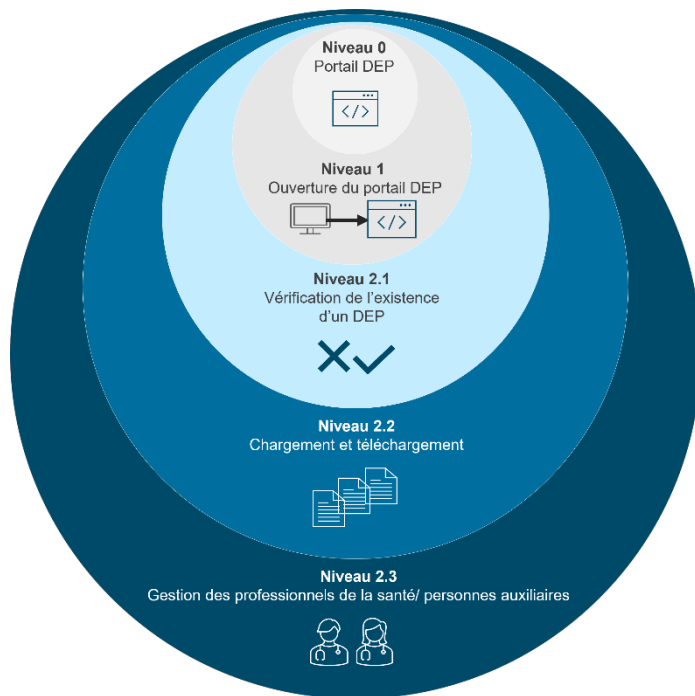 Niveau 0
Portail DEP
</>
Niveau 1
Ouverture du portail DEP
</>
Niveau 2.1
Vérification de l'existence
d'un DEP
Niveau 2.2
Chargement et téléchargement
Niveau 2.3
Gestion des professionnels de la santé/ personnes auxiliaires